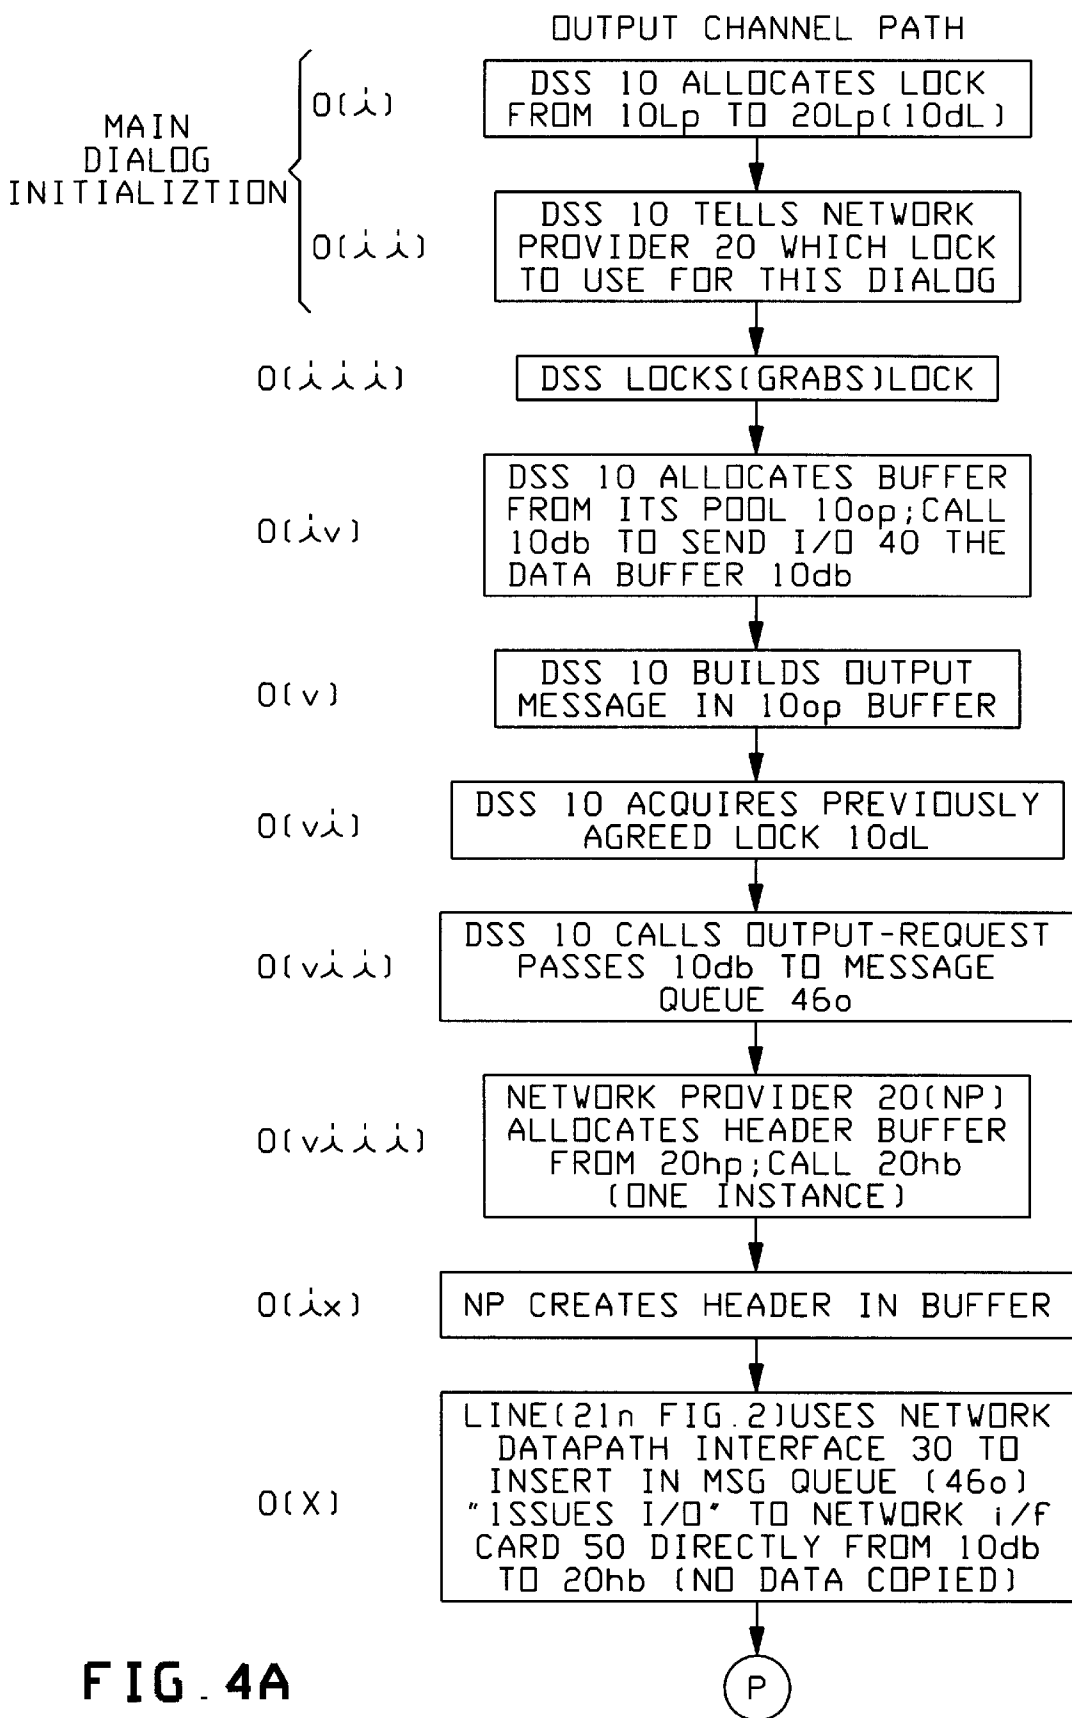 OUTPUT CHANNEL PATH
MAIN
DIALOG
INITIALIZTION
O(i)
DSS 10 ALLOCATES LOCK
FROM 10Lp TO 20Lp(10dL)
O(ii)
DSS 10 TELLS NETWORK
PROVIDER 20 WHICH LOCK
TO USE FOR THIS DIALOG
O(iii)
DSS LOCKS(GRABS)LOCK
O(iv)
DSS 10 ALLOCATES BUFFER
FROM ITS POOL 10op;CALL
10db TO SEND I/O 40 THE
DATA BUFFER 10db
O(v)
DSS 10 BUILDS OUTPUT
MESSAGE IN 10op BUFFER
O(vi)
DSS 10 ACQUIRES PREVIOUSLY
AGREED LOCK 10dL
O(vii)
DSS 10 CALLS OUTPUT-REQUEST
PASSES 10db TO MESSAGE
QUEUE 46o
O(viii)
NETWORK PROVIDER 20(NP)
ALLOCATES HEADER BUFFER
FROM 20hp;CALL 20hb
(ONE INSTANCE)
O(ix)
NP CREATES HEADER IN BUFFER
O(X)
LINE(21n FIG.2)USES NETWORK
DATAPATH INTERFACE 30 TO
INSERT IN MSG QUEUE (46o)
"1SSUES I/O" TO NETWORK i/f
CARD 50 DIRECTLY FROM 10db
TO 20hb (NO DATA COPIED)
P
FIG. 4A